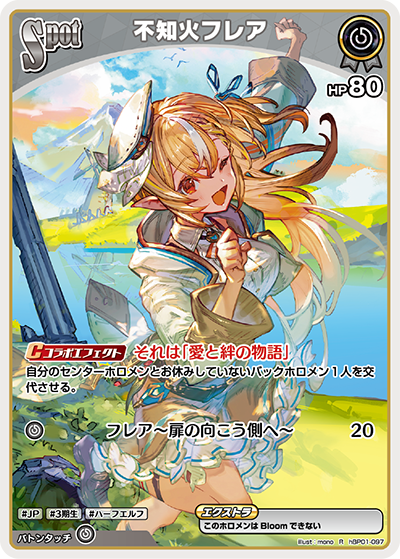 Spot
不知火フレア
HP80
Cコラボエフェクト それは「愛と絆の物語」
自分のセンターホロメンとお休みしていないバックホロメン1人を交
代させる。
フレア～扉の向こう側へ～ 20
#JP #3期生 #ハーフエルフ
エクストラ
このホロメンは Bloom できない
バトンタッチ
illust mono R hBP01-097